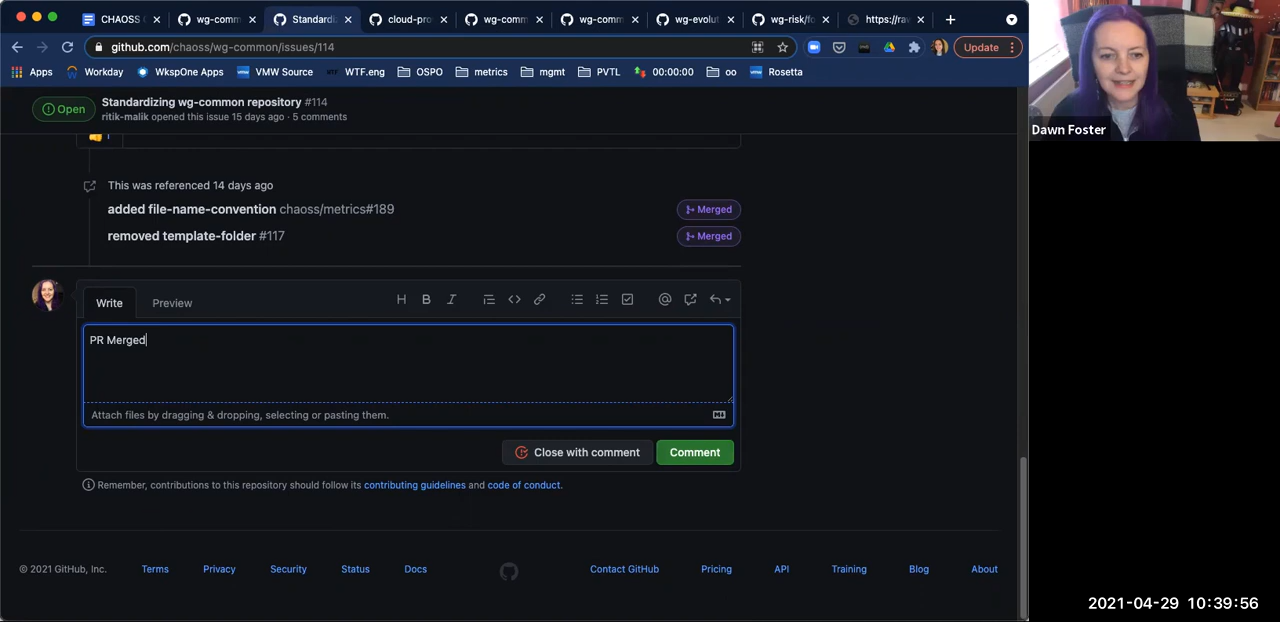 CHAOSS
wg-comm
Standardi
cloud-pro
wg-comm
wg-comm
wg-evolut
wg-risk/fo
https://ra
github.com/chaoss/wg-common/issues/114
Update
Apps
Workday
WkspOne Apps
VMW Source
WTF.eng
OSPO
metrics
mgmt
PVTL
00:00:00
oo
Rosetta
Open
Standardizing wg-common repository #114
ritik-malik opened this issue 15 days ago · 5 comments
This was referenced 14 days ago
added file-name-convention chaoss/metrics#189
Merged
removed template-folder #117
Merged
Write
Preview
PR Merged
Attach files by dragging & dropping, selecting or pasting them.
Close with comment
Comment
Remember, contributions to this repository should follow its contributing guidelines and code of conduct.
© 2021 GitHub, Inc.
Terms
Privacy
Security
Status
Docs
Contact GitHub
Pricing
API
Training
Blog
About
Dawn Foster
2021-04-29 10:39:56